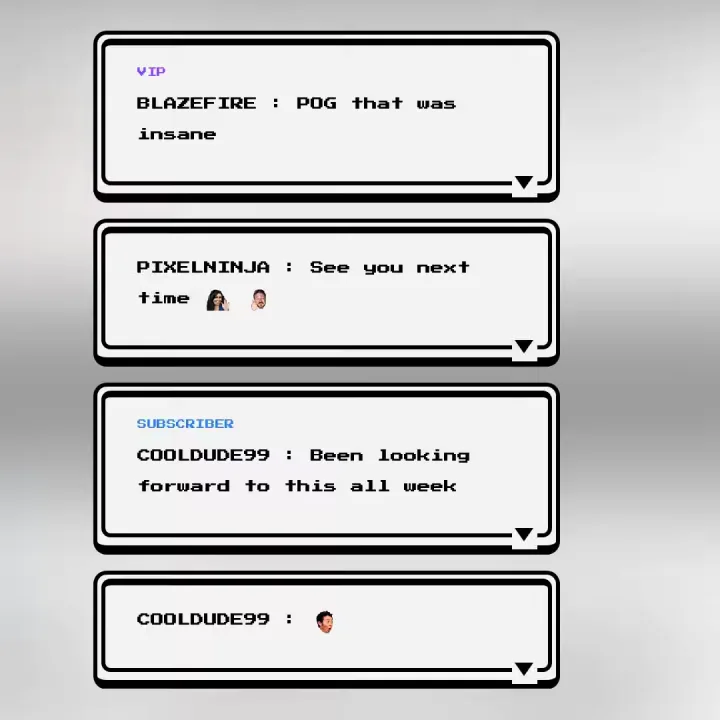 VIP
BLAZEFIRE : POG that was
insane
PIXELNINJA : See you next
time
SUBSCRIBER
COOLDUDE99 : Been looking
forward to this all week
COOLDUDE99 :